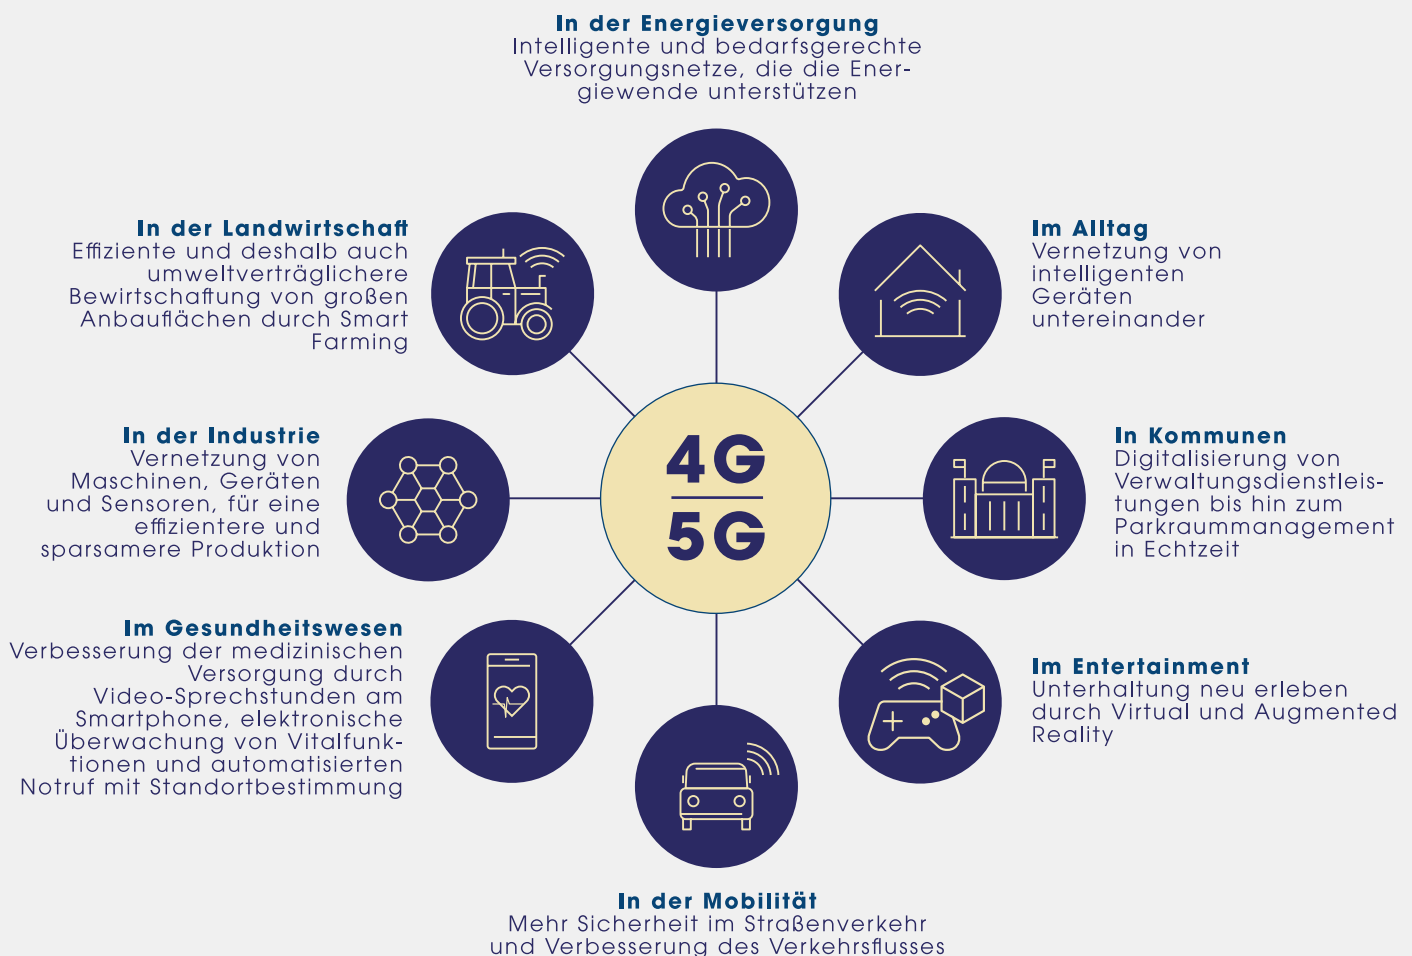 In der Energieversorgung
Intelligente und bedarfsgerechte
Versorgungsnetze, die die Ener-
giewende unterstützen
In der Landwirtschaft
Effiziente und deshalb auch
umweltverträglichere
Bewirtschaftung von großen
Anbauflächen durch Smart
Farming
Im Alltag
Vernetzung von
intelligenten
Geräten
untereinander
In der Industrie
Vernetzung von
Maschinen, Geräten
und Sensoren, für eine
effizientere und
sparsamere Produktion
4G
5G
In Kommunen
Digitalisierung von
Verwaltungsdienstleis-
tungen bis hin zum
Parkraummanagement
in Echtzeit
Im Gesundheitswesen
Verbesserung der medizinischen
Versorgung durch
Video-Sprechstunden am
Smartphone, elektronische
Überwachung von Vitalfunk-
tionen und automatisierten
Notruf mit Standortbestimmung
Im Entertainment
Unterhaltung neu erleben
durch Virtual und Augmented
Reality
In der Mobilität
Mehr Sicherheit im Straßenverkehr
und Verbesserung des Verkehrsflusses